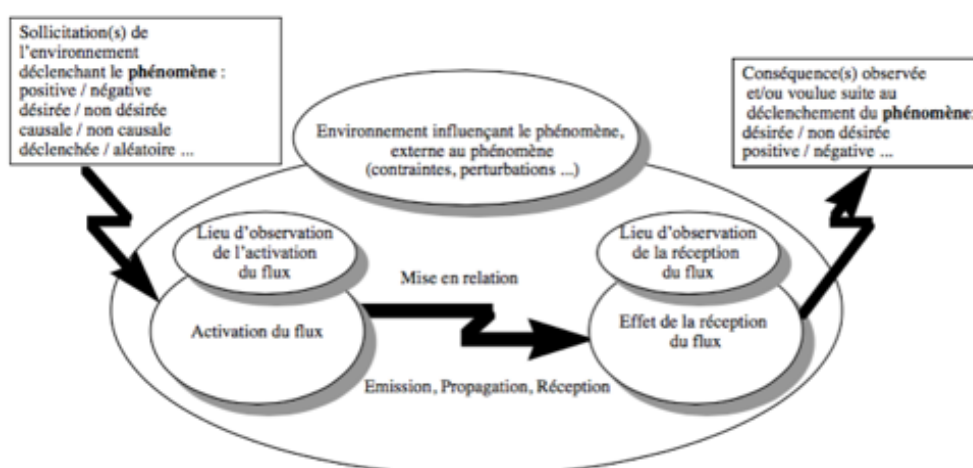 Sollicitation(s) de
l'environnement
déclenchant le phénomène :
positive / négative
désirée / non désirée
causale / non causale
déclenchée / aléatoire ...
Environnement influençant le phénomène,
externe au phénomène
(contraintes, perturbations ...)
Conséquence(s) observée
et/ou voulue suite au
déclenchement du phénomène:
désirée / non désirée
positive / négative ...
Lieu d'observation
de l'activation
du flux
Activation du flux
Mise en relation
Emission, Propagation, Réception
Lieu d'observation
de la réception
du flux
Effet de la réception
du flux